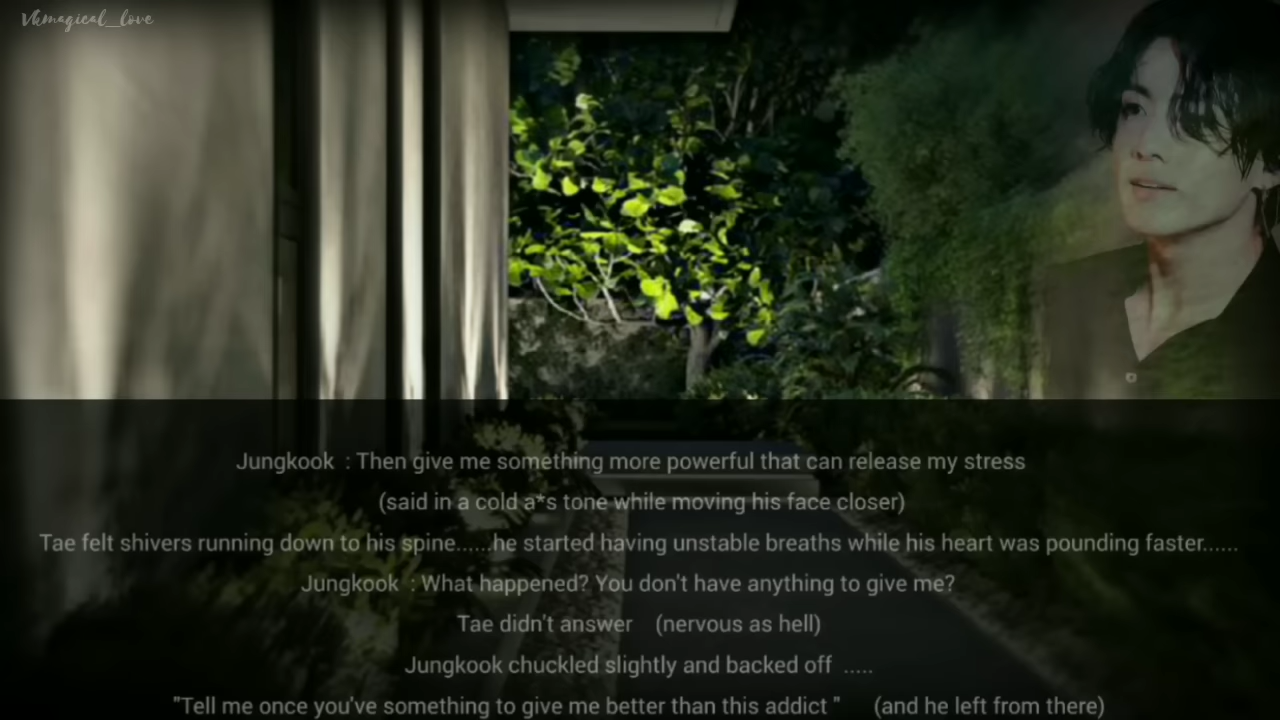 Vkmagical_love
Jungkook : Then give me something more powerful that can release my stress
(said in a cold a*s tone while moving his face closer)
Tae felt shivers running down to his spine......he started having unstable breaths while his heart was pounding faster......
Jungkook : What happened? You don't have anything to give me?
Tae didn't answer (nervous as hell)
Jungkook chuckled slightly and backed off .....
"Tell me once you've something to give me better than this addict " (and he left from there)